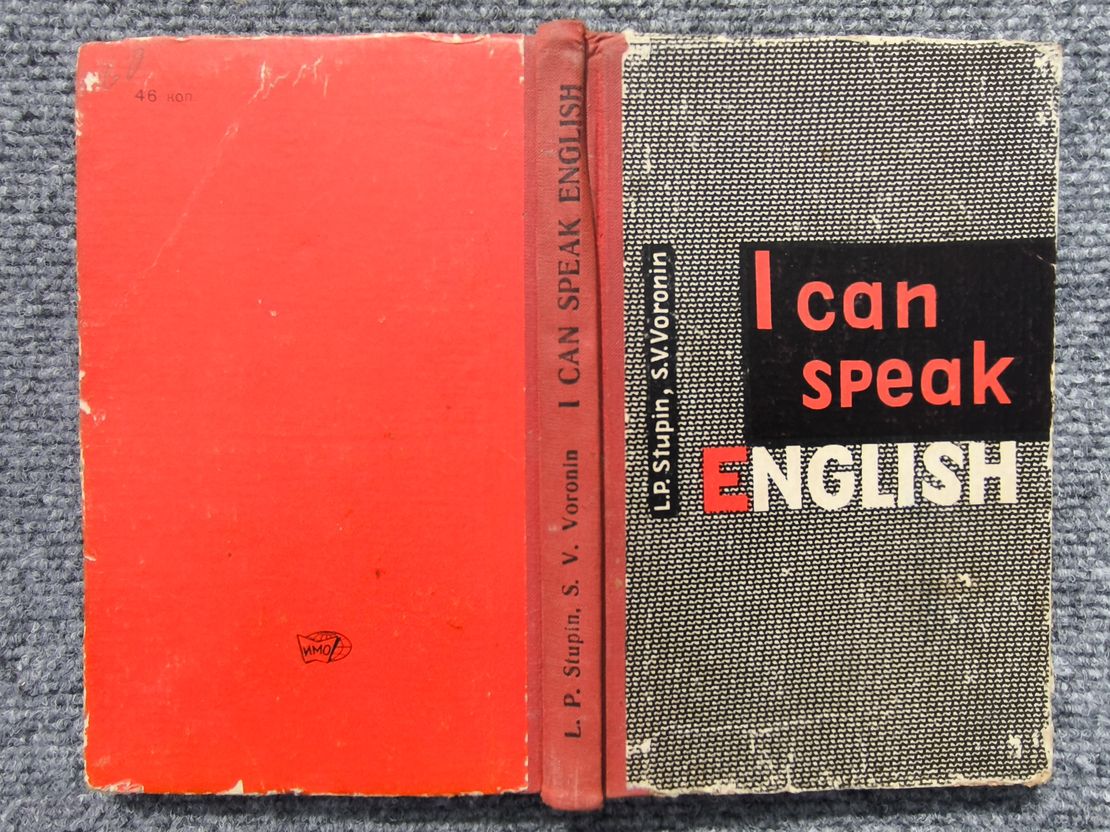 46 коп.
ИМО
L. P. Stupin, S. V. Voronin I CAN SPEAK ENGLISH
L.P. Stupin, S.V. Voronin
I can
speak
ENGLISH